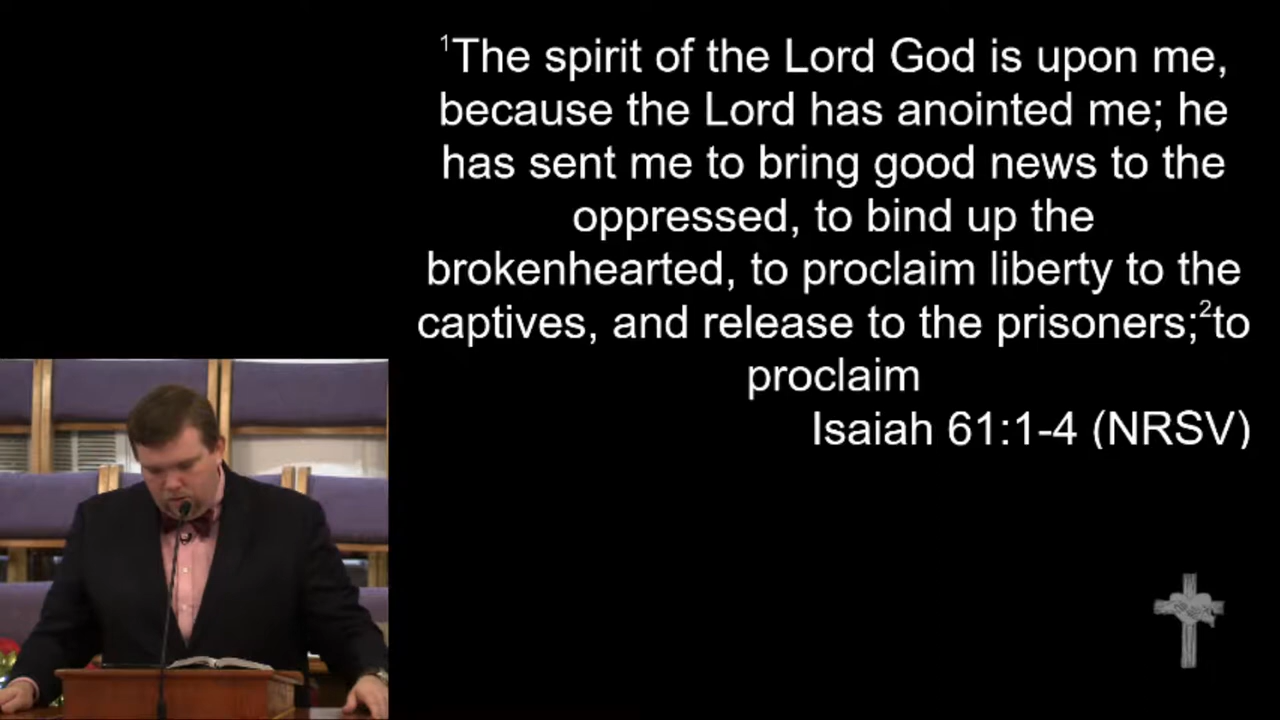 ¹The spirit of the Lord God is upon me,
because the Lord has anointed me; he
has sent me to bring good news to the
oppressed, to bind up the
brokenhearted, to proclaim liberty to the
captives, and release to the prisoners;²to
proclaim
Isaiah 61:1-4 (NRSV)